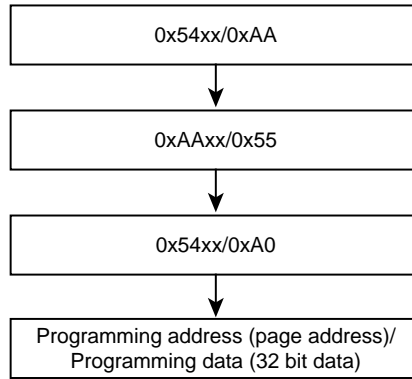 0x54xx/0xAA
0xAAxx/0x55
0x54xx/0xA0
Programming address (page address)/
Programming data (32 bit data)